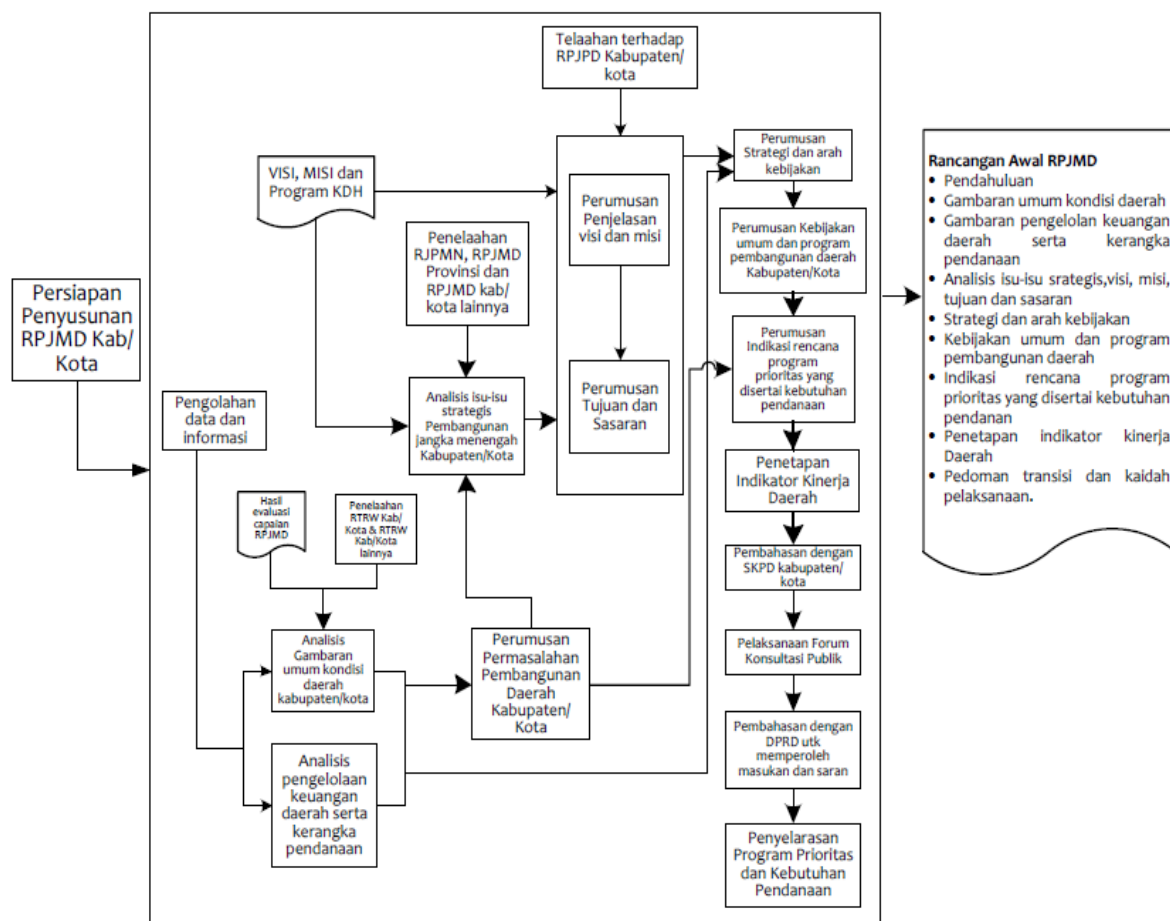 Persiapan
Penyusunan
RPJMD Kab/
Kota
Telaahan terhadap
RPJPD Kabupaten/
kota
VISI, MISI dan
Program KDH
Penelaahan
RJPMN, RPJMD
Provinsi dan
RPJMD kab/
kota lainnya
Perumusan
Penjelasan
visi dan misi
Analisis isu-isu
strategis
Pembangunan
jangka menengah
Kabupaten/Kota
Perumusan
Tujuan dan
Sasaran
Pengolahan
data dan
informasi
Hasil
evaluasi
capaian
RPJMD
Penelaahan
RTRW Kab/
Kota & RTRW
Kab/Kota
lainnya
Analisis
Gambaran
umum kondisi
daerah
kabupaten/kota
Analisis
pengelolaan
keuangan
daerah serta
kerangka
pendanaan
Perumusan
Permasalahan
Pembangunan
Daerah
Kabupaten/
Kota
Perumusan
Strategi dan arah
kebijakan
Perumusan Kebijakan
umum dan program
pembangunan daerah
Kabupaten/Kota
Perumusan
Indikasi rencana
program
prioritas yang
disertai kebutuhan
pendanaan
Penetapan
Indikator Kinerja
Daerah
Pembahasan dengan
SKPD kabupaten/
kota
Pelaksanaan Forum
Konsultasi Publik
Pembahasan dengan
DPRD utk
memperoleh
masukan dan saran
Penyelarasan
Program Prioritas
dan Kebutuhan
Pendanaan
Rancangan Awal RPJMD
• Pendahuluan
• Gambaran umum kondisi daerah
• Gambaran pengelolan keuangan
daerah serta kerangka
pendanaan
• Analisis isu-isu srategis,visi, misi,
tujuan dan sasaran
• Strategi dan arah kebijakan
• Kebijakan umum dan program
pembangunan daerah
• Indikasi rencana program
prioritas yang disertai kebutuhan
pendanan
• Penetapan indikator kinerja
Daerah
• Pedoman transisi dan kaidah
pelaksanaan.